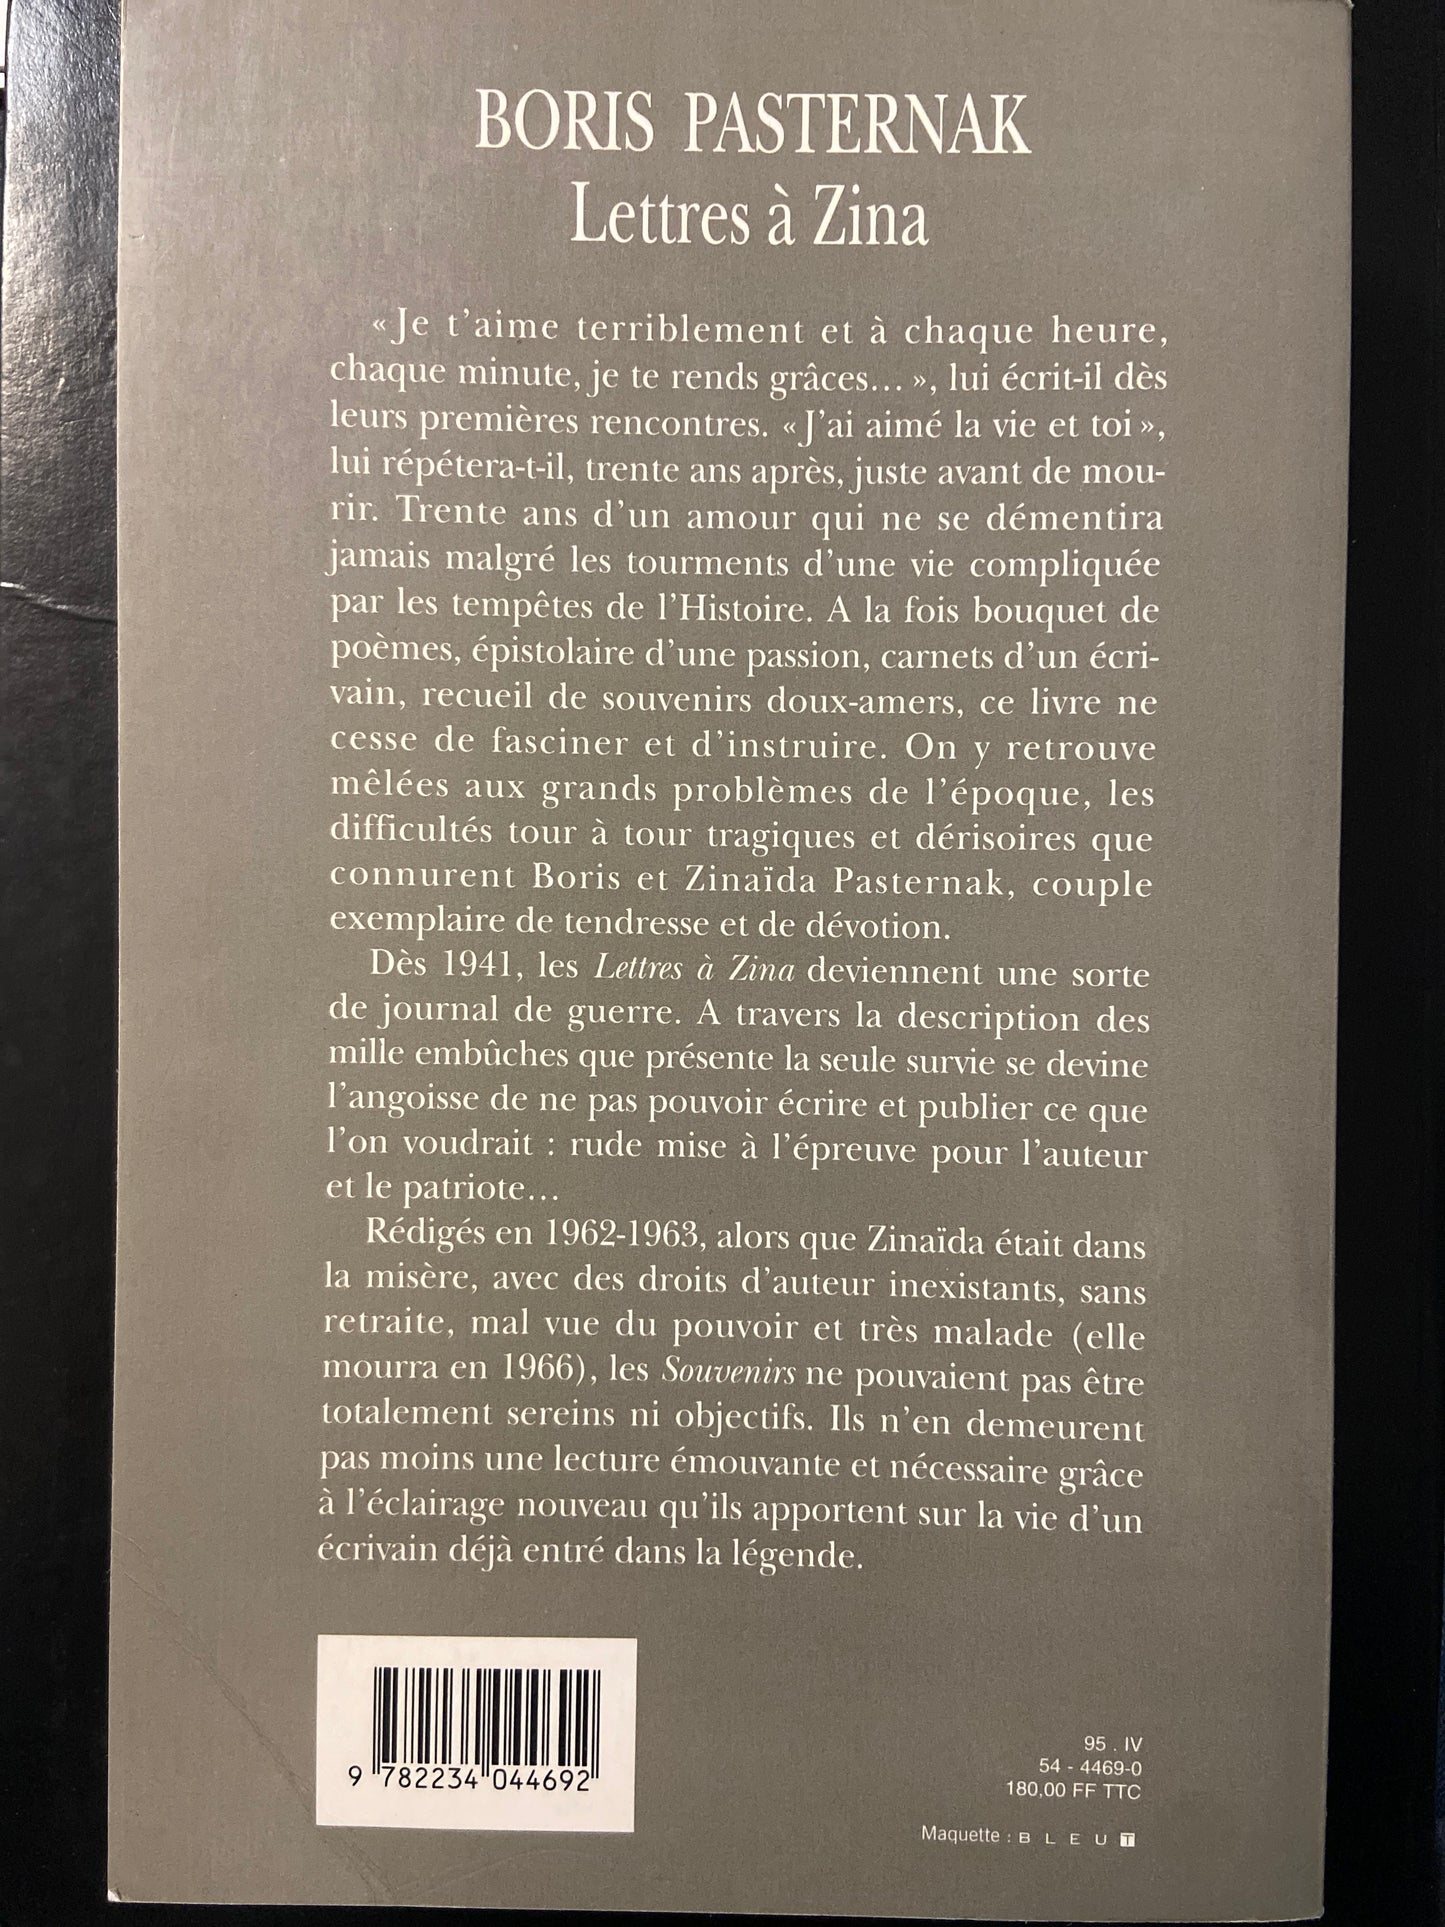 BORIS PASTERNAK
Lettres à Zina
« Je t'aime terriblement et à chaque heure,
chaque minute, je te rends grâces... », lui écrit-il dès
leurs premières rencontres. « J'ai aimé la vie et toi »,
lui répétera-t-il, trente ans après, juste avant de mou-
rir. Trente ans d'un amour qui ne se démentira
jamais malgré les tourments d'une vie compliquée
par les tempêtes de l'Histoire. A la fois bouquet de
poèmes, épistolaire d'une passion, carnets d'un écri-
vain, recueil de souvenirs doux-amers, ce livre ne
cesse de fasciner et d'instruire. On y retrouve
mêlées aux grands problèmes de l'époque, les
difficultés tour à tour tragiques et dérisoires que
connurent Boris et Zinaïda Pasternak, couple
exemplaire de tendresse et de dévotion.
Dès 1941, les Lettres à Zina deviennent une sorte
de journal de guerre. A travers la description des
mille embûches que présente la seule survie se devine
l'angoisse de ne pas pouvoir écrire et publier ce que
l'on voudrait : rude mise à l'épreuve pour l'auteur
et le patriote...
Rédigés en 1962-1963, alors que Zinaïda était dans
la misère, avec des droits d'auteur inexistants, sans
retraite, mal vue du pouvoir et très malade (elle
mourra en 1966), les Souvenirs ne pouvaient pas être
totalement sereins ni objectifs. Ils n'en demeurent
pas moins une lecture émouvante et nécessaire grâce
à l'éclairage nouveau qu'ils apportent sur la vie d'un
écrivain déjà entré dans la légende.
9 782234 044692
95 . IV
54 - 4469-0
180,00 FF TTC
Maquette : B L E U T